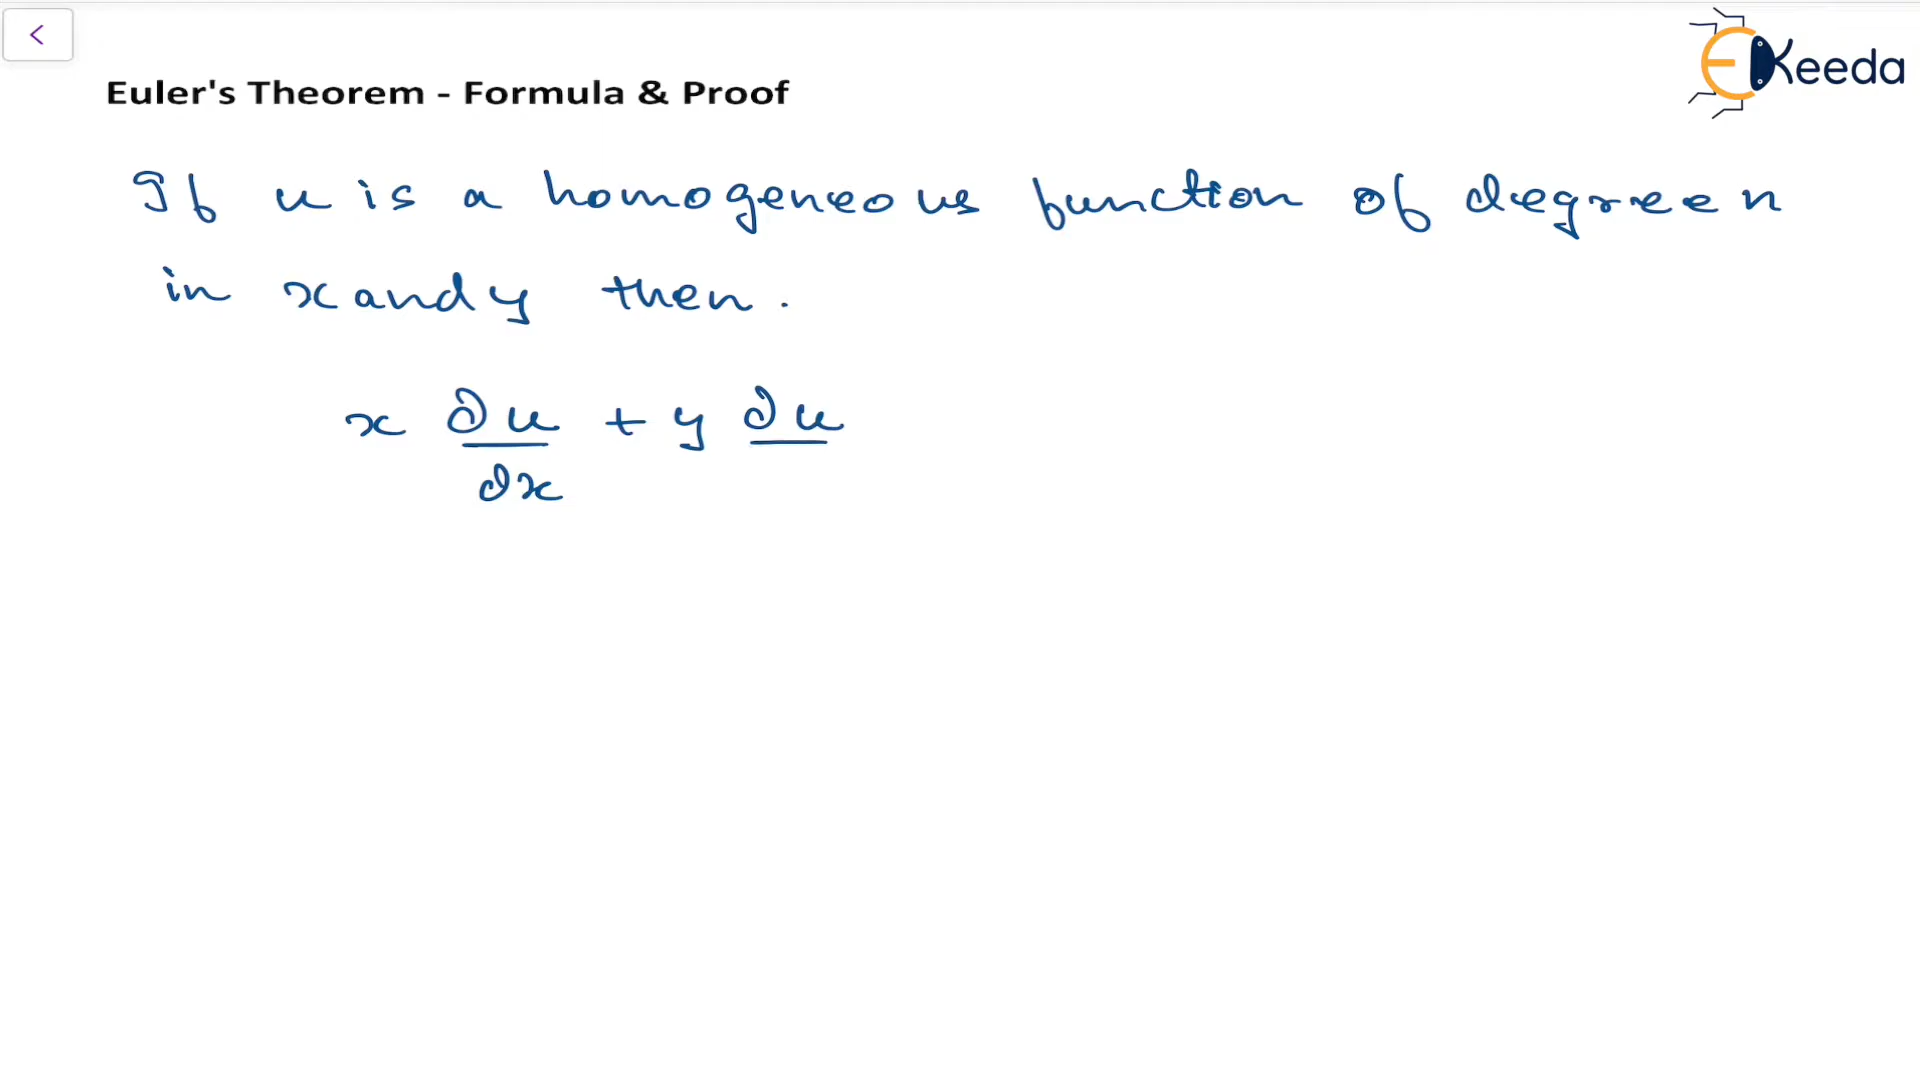 <
EKeeda
Euler's Theorem - Formula & Proof
If u is a homogeneous function of degree n
in x and y then.
x ∂u/∂x + y ∂u